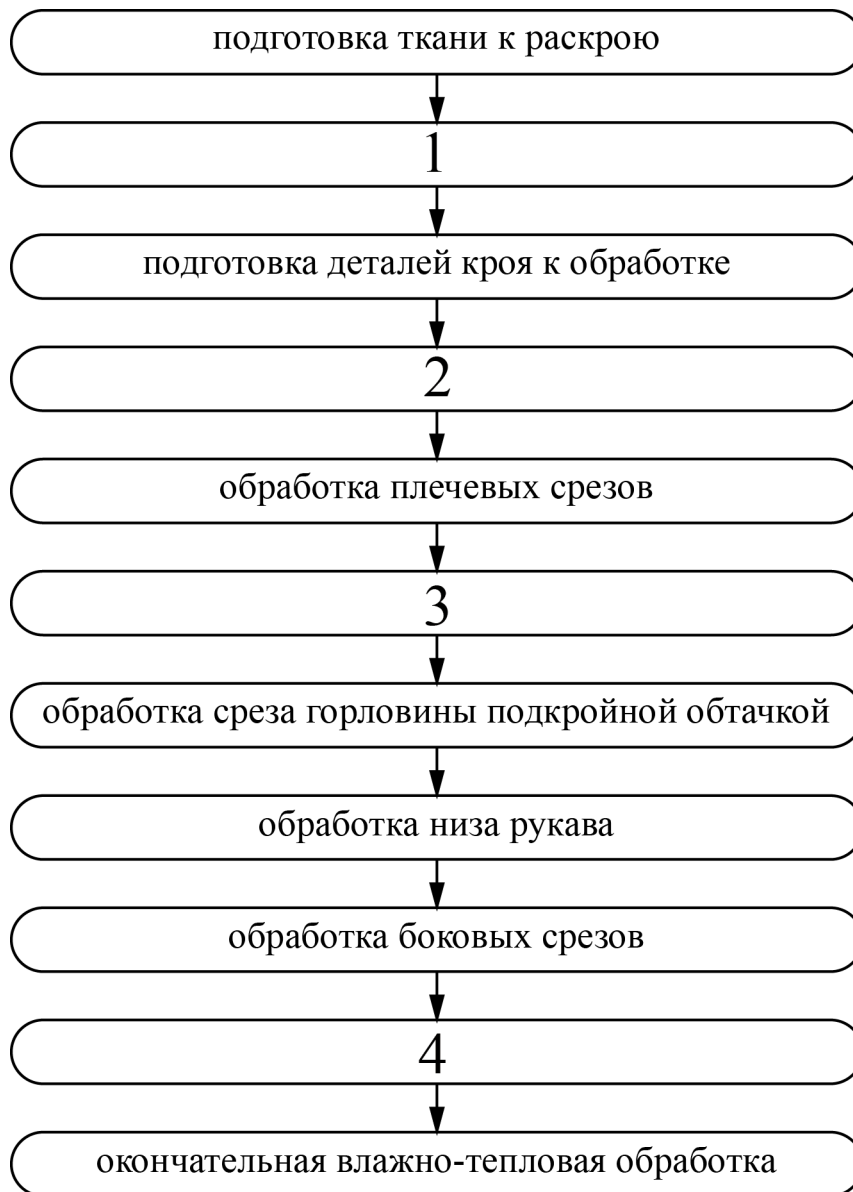 подготовка ткани к раскрою
1
подготовка деталей кроя к обработке
2
обработка плечевых срезов
3
обработка среза горловины подкройной обтачкой
обработка низа рукава
обработка боковых срезов
4
окончательная влажно-тепловая обработка